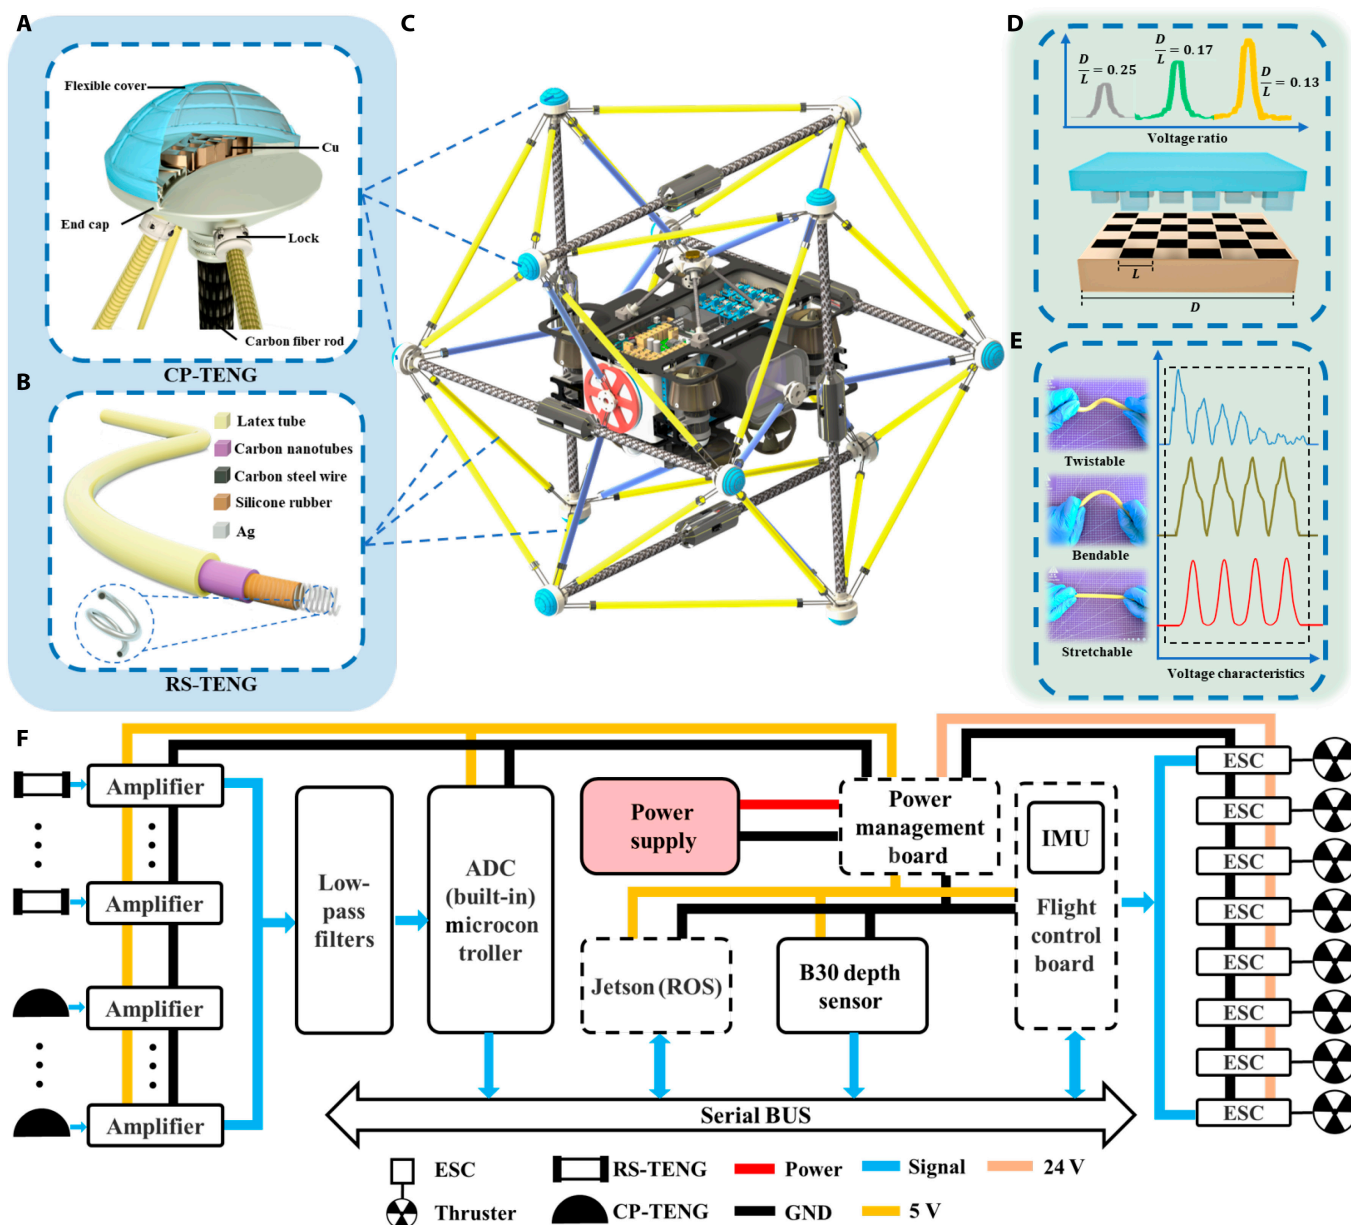 A
Flexible cover
Cu
End cap
Lock
Carbon fiber rod
CP-TENG
B
Latex tube
Carbon nanotubes
Carbon steel wire
Silicone rubber
Ag
RS-TENG
C
D
D/L = 0.25
D/L = 0.17
D/L = 0.13
Voltage ratio
L
D
E
Twistable
Bendable
Stretchable
Voltage characteristics
F
Amplifier
Amplifier
Amplifier
Amplifier
Low-
pass
filters
ADC
(built-in)
microcon
troller
Power
supply
Power
management
board
IMU
Flight
control
board
Jetson (ROS)
B30 depth
sensor
ESC
ESC
ESC
ESC
ESC
ESC
ESC
ESC
Serial BUS
ESC
RS-TENG
Power
Signal
24 V
Thruster
CP-TENG
GND
5 V